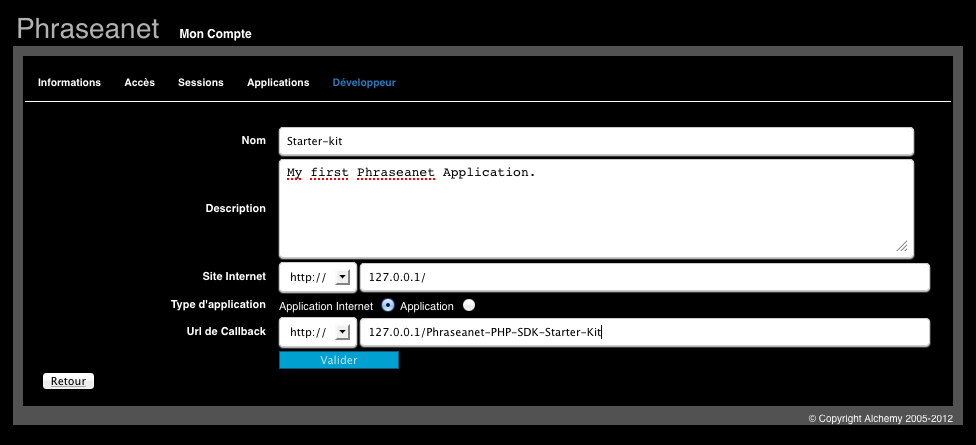 Phraseanet Mon Compte
Informations Accès Sessions Applications Développeur
Nom Starter-kit
Description My first Phraseanet Application.
Site Internet http:// 127.0.0.1/
Type d'application Application Internet Application
Url de Callback http:// 127.0.0.1/Phraseanet-PHP-SDK-Starter-Kit
Valider
Retour
© Copyright Alchemy 2005-2012